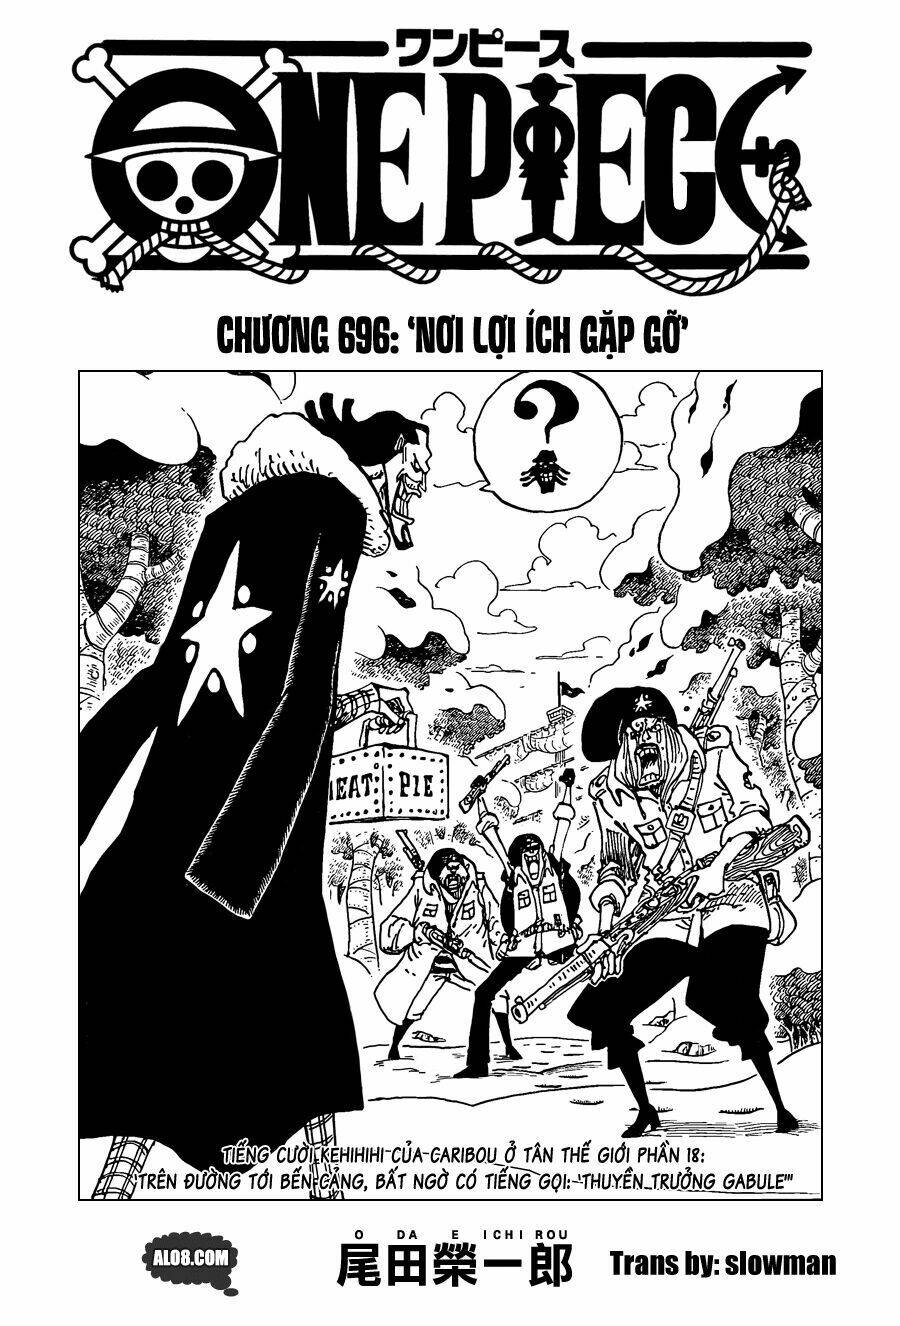 ワンピース
ONE PIECE
CHƯƠNG 696: ‘NƠI LỢI ÍCH GẶP GỠ’
?
MEAT PIE
TIẾNG CƯỜI KEHIHIHI CỦA CARIBOU Ở TÂN THẾ GIỚI PHẦN 18:
'TRÊN ĐƯỜNG TỚI BẾN CẢNG, BẤT NGỜ CÓ TIẾNG GỌI: "THUYỀN TRƯỞNG GABULE"'
O DA E ICHI ROU
尾田榮一郎
ALO8.COM
Trans by: slowman